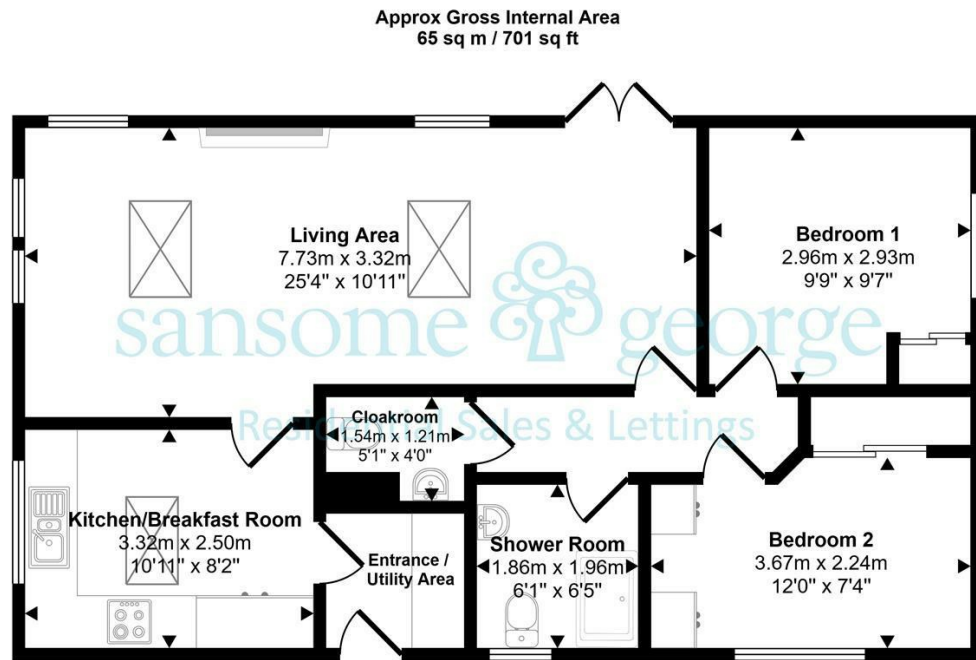 Approx Gross Internal Area
65 sq m / 701 sq ft
Living Area
7.73m x 3.32m
25'4" x 10'11"
Bedroom 1
2.96m x 2.93m
9'9" x 9'7"
sansome george
Residential Sales & Lettings
Cloakroom
1.54m x 1.21m
5'1" x 4'0"
Kitchen/Breakfast Room
3.32m x 2.50m
10'11" x 8'2"
Entrance /
Utility Area
Shower Room
1.86m x 1.96m
6'1" x 6'5"
Bedroom 2
3.67m x 2.24m
12'0" x 7'4"